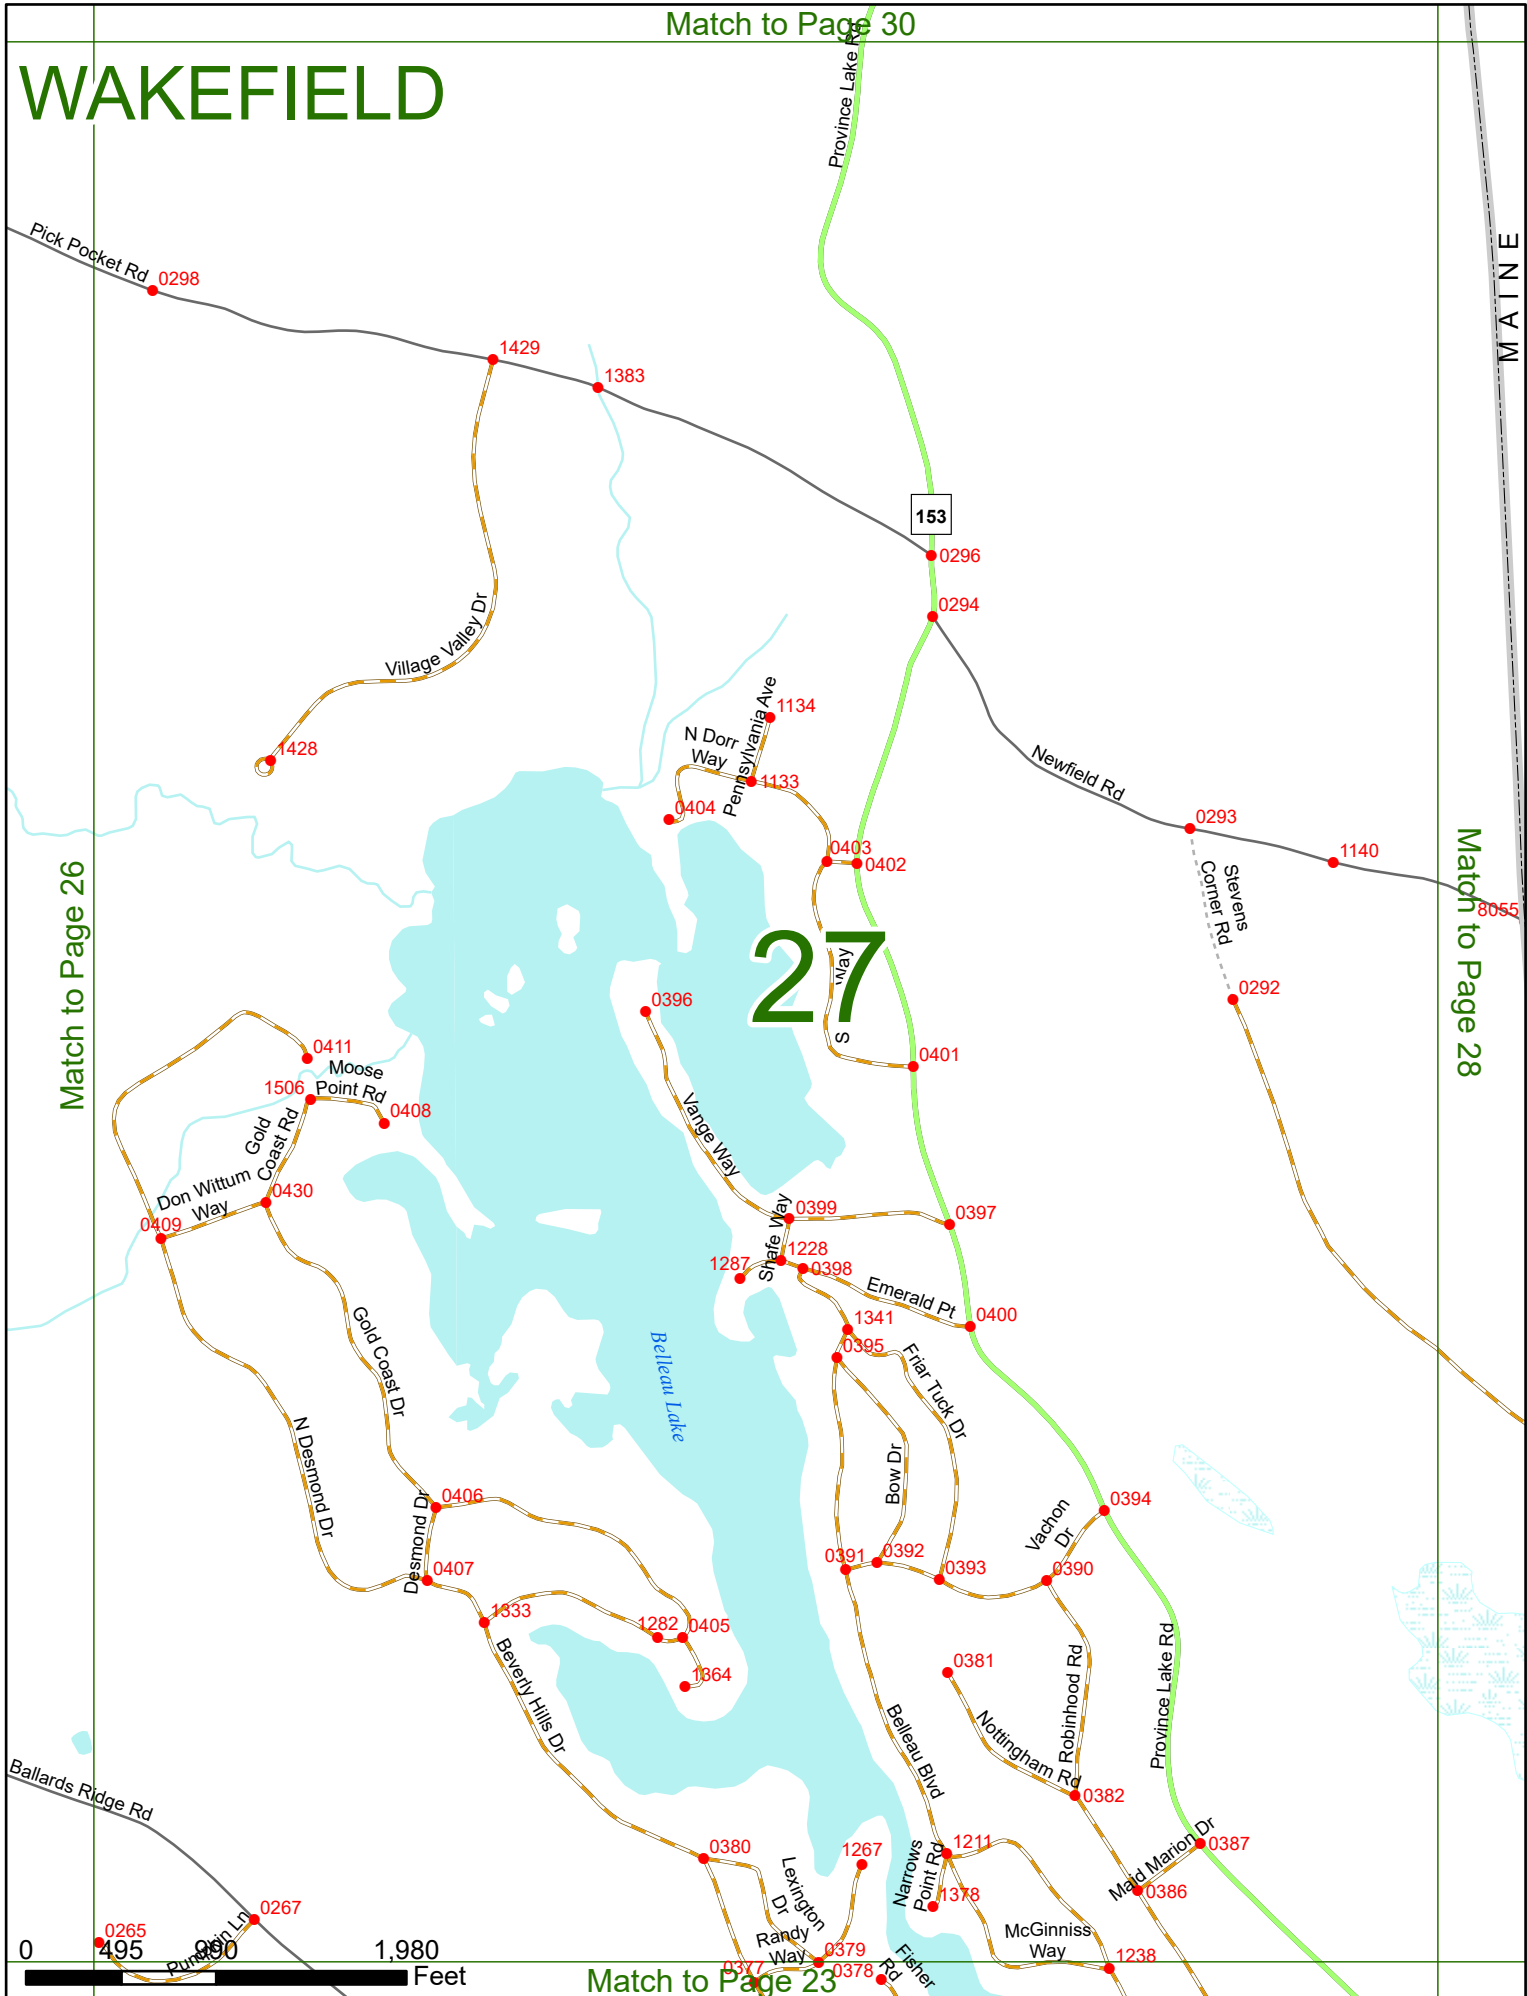 Match to Page 30
WAKEFIELD
Province Lake Rd
MAINE
Pick Pocket Rd
0298
1429
1383
153
0296
0294
Village Valley Dr
1428
N Dorr
Way
Pennsylvania Ave
1134
1133
0404
0403
0402
Newfield Rd
0293
1140
8055
Stevens
Corner Rd
0292
Match to Page 26
Match to Page 28
27
S
Way
0396
0401
0411
Moose
Point Rd
1506
0408
Gold
Coast Rd
Don Wittum
Way
0430
0409
Vange Way
0399
0397
Shafe Way
1228
1287
0398
Emerald Pt
0400
1341
0395
Friar Tuck Dr
Belleau Lake
Gold Coast Dr
N Desmond Dr
Bow Dr
0406
Desmond Dr
0407
0394
Vachon
Dr
0391
0392
0393
0390
1333
1282
0405
1364
Beverly Hills Dr
0381
Nottingham Rd
Robinhood Rd
Province Lake Rd
Belleau Blvd
0382
Ballards Ridge Rd
Maid Marion Dr
0387
0386
0380
1267
1211
Narrows
Point Rd
1378
Lexington
Dr
Randy
Way
0379
0377
0378
Fisher
Rd
McGinniss
Way
1238
0265
0267
Pumpkin Ln
0
495
990
1,980
Feet
Match to Page 23